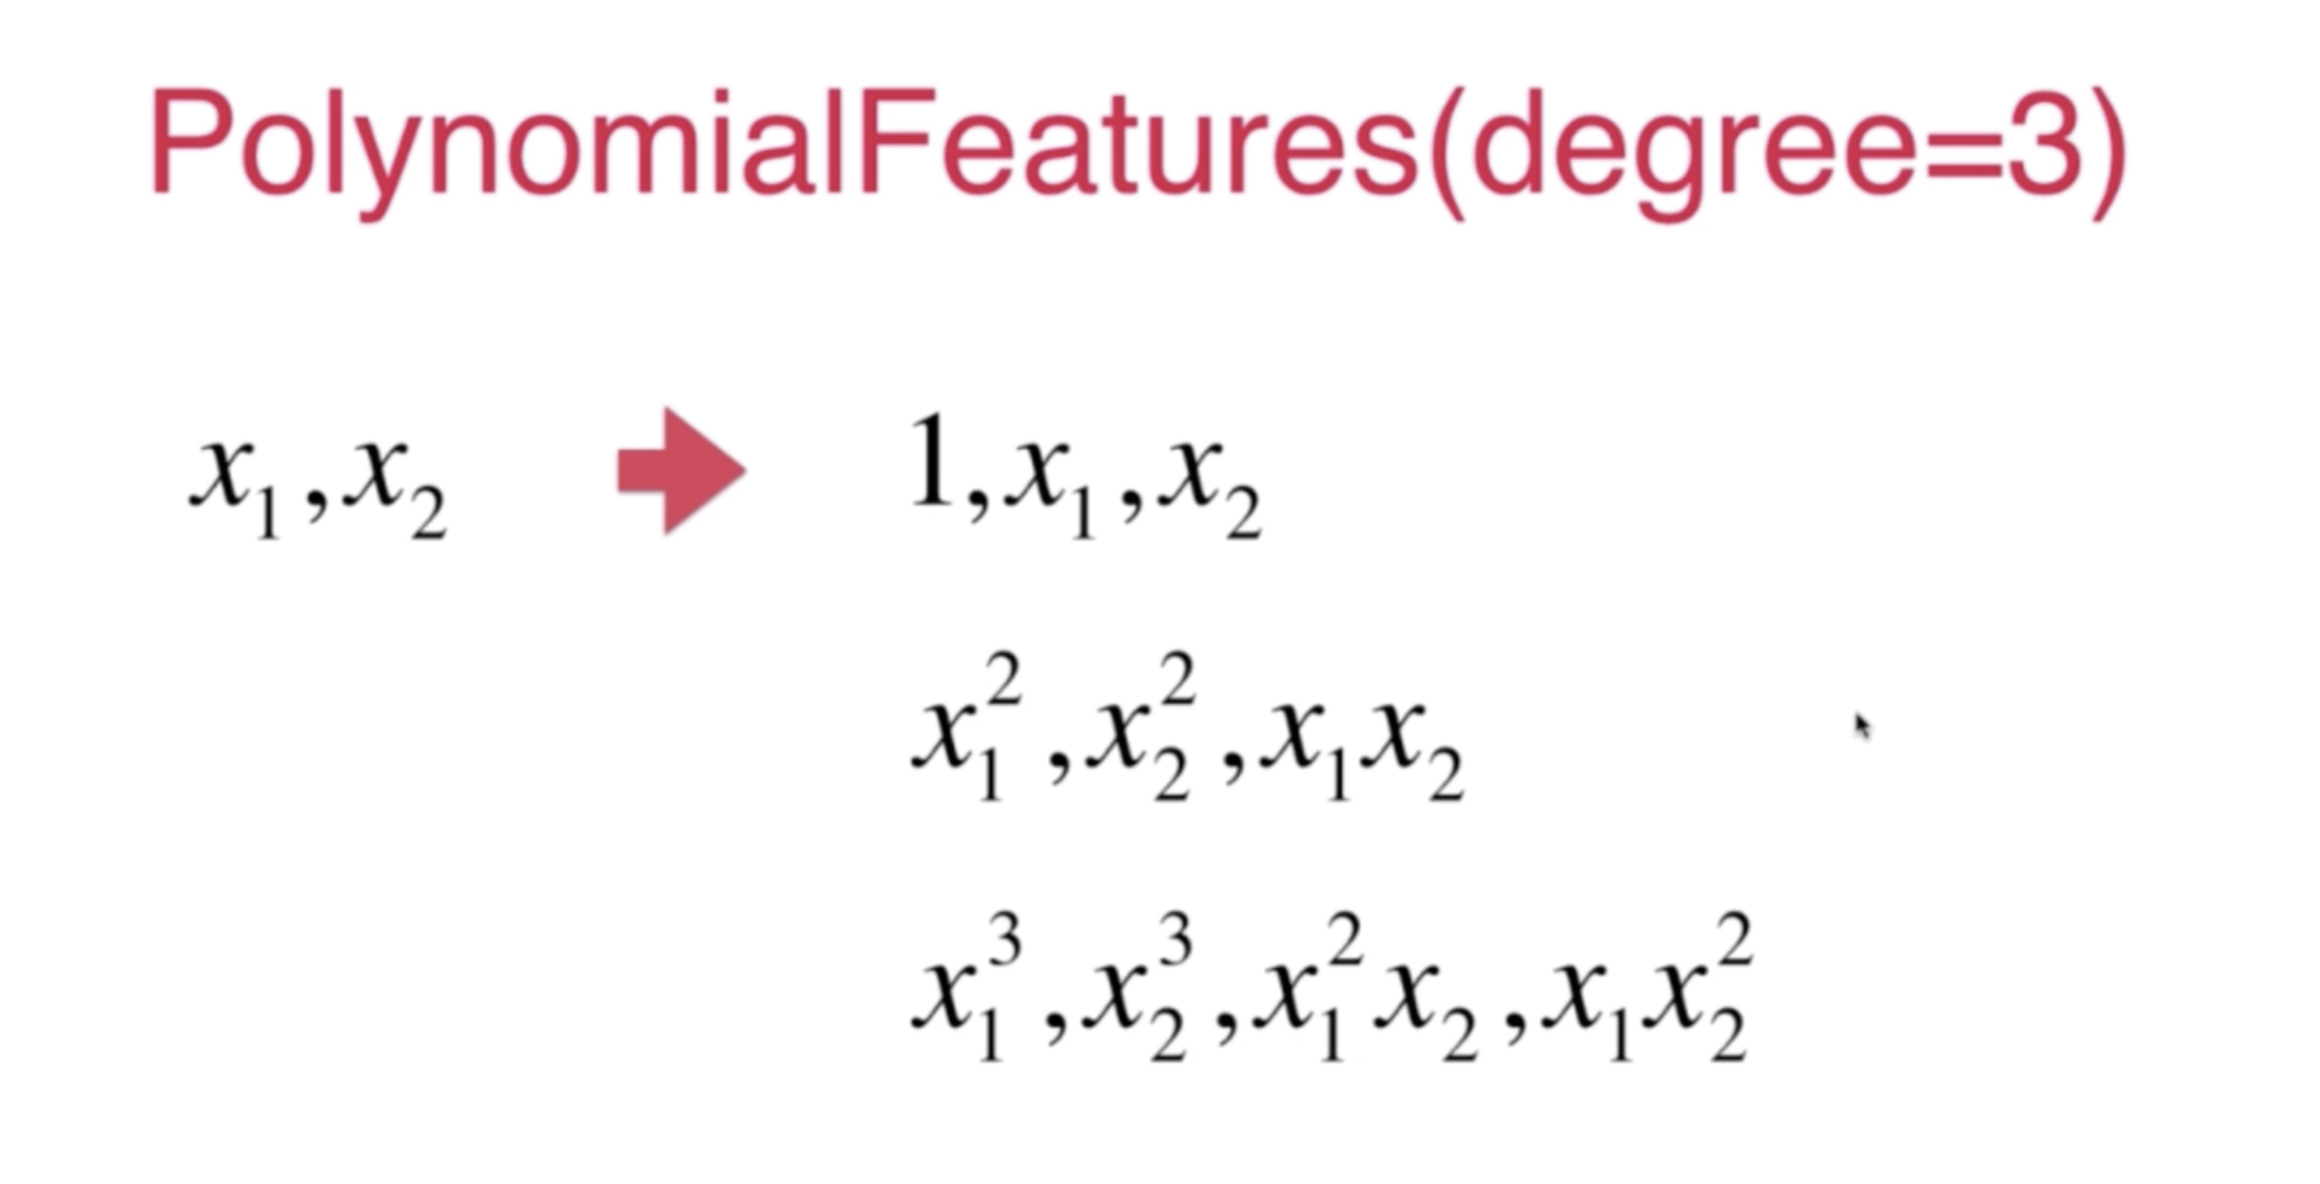 PolynomialFeatures(degree=3)
x₁,x₂ 1,x₁,x₂
x₁²,x₂²,x₁x₂
x₁³,x₂³,x₁²x₂,x₁x₂²